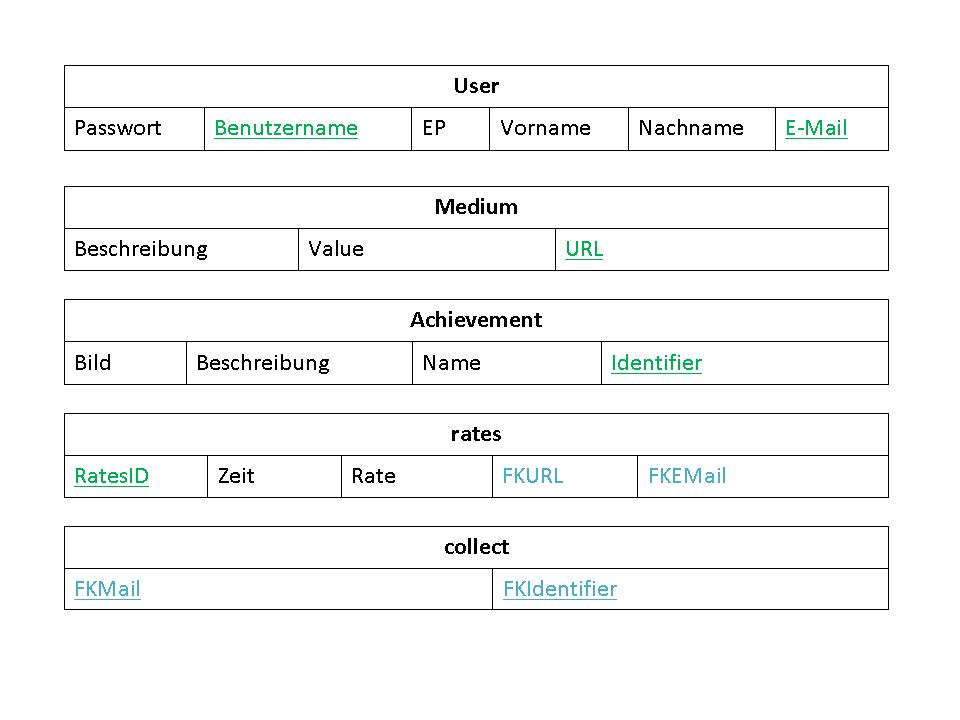 User
Passwort Benutzername EP Vorname Nachname E-Mail
Medium
Beschreibung Value URL
Achievement
Bild Beschreibung Name Identifier
rates
RatesID Zeit Rate FKURL FKEMail
collect
FKMail FKIdentifier